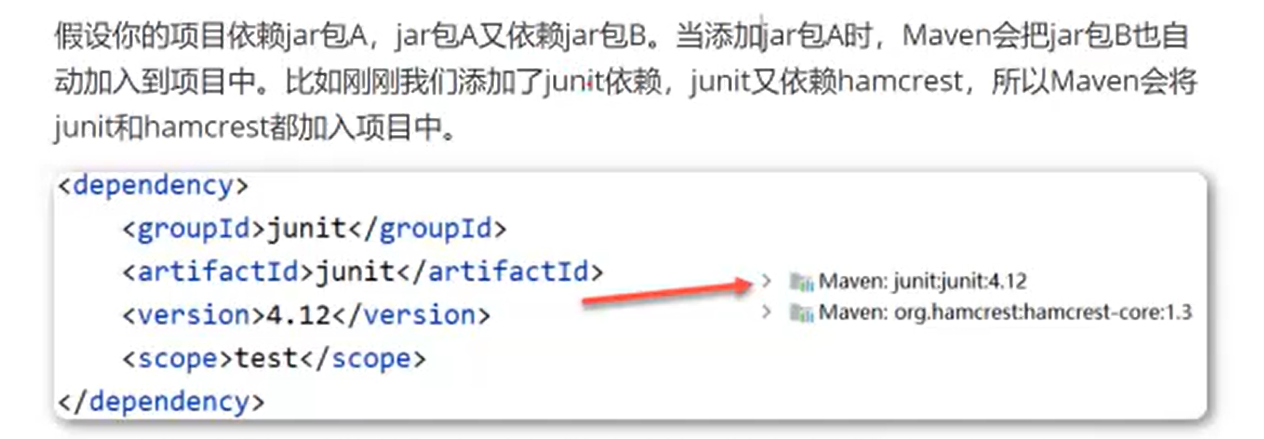 假设你的项目依赖jar包A，jar包A又依赖jar包B。当添加jar包A时，Maven会把jar包B也自
动加入到项目中。比如刚刚我们添加了junit依赖，junit又依赖hamcrest，所以Maven会将
junit和hamcrest都加入项目中。
<dependency>
    <groupId>junit</groupId>
    <artifactId>junit</artifactId>
    <version>4.12</version>
    <scope>test</scope>
</dependency>
Maven: junit:junit:4.12
Maven: org.hamcrest:hamcrest-core:1.3